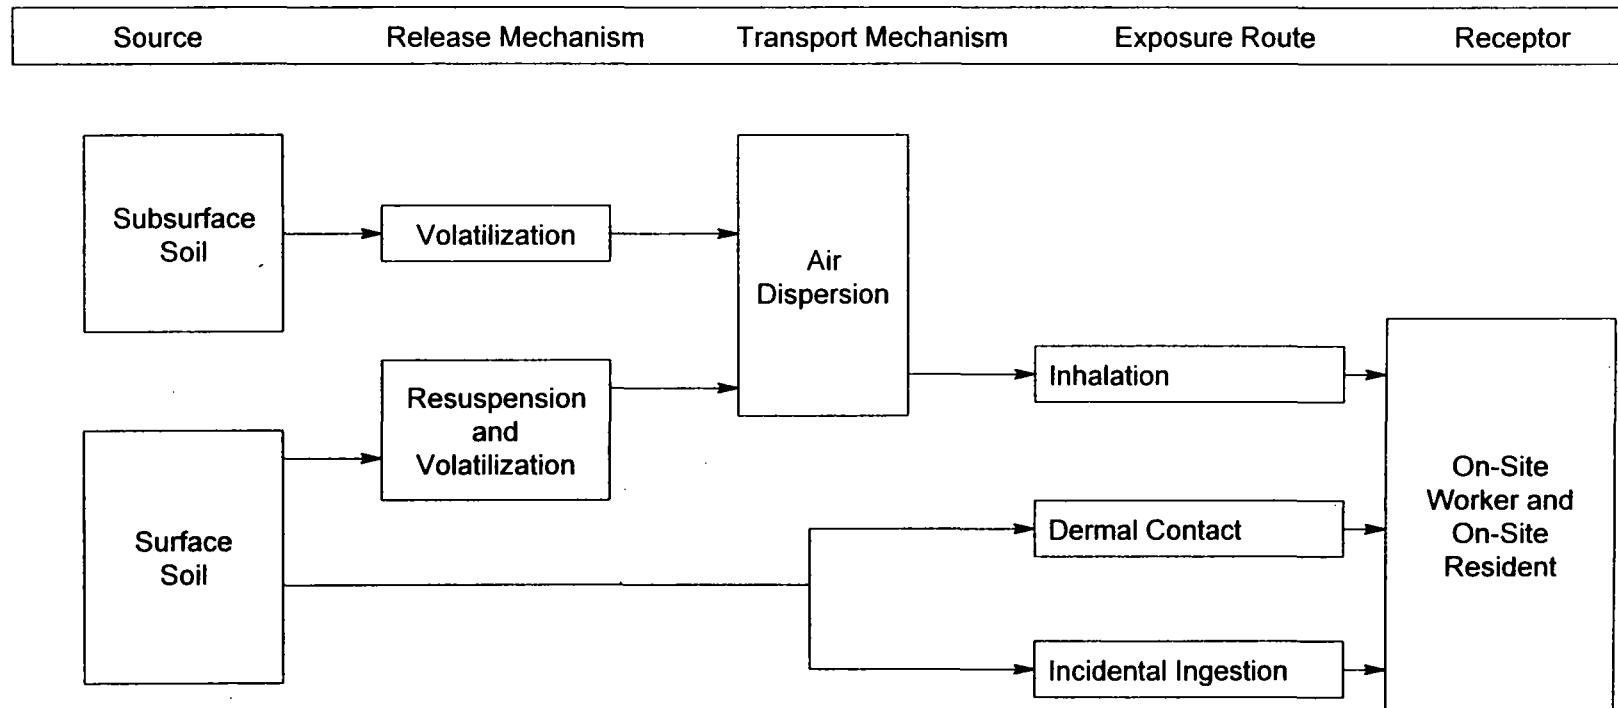 Source Release Mechanism Transport Mechanism Exposure Route Receptor
Subsurface
Soil
Volatilization
Air
Dispersion
Resuspension
and
Volatilization
Inhalation
Surface
Soil
Dermal Contact
Incidental Ingestion
On-Site
Worker and
On-Site
Resident